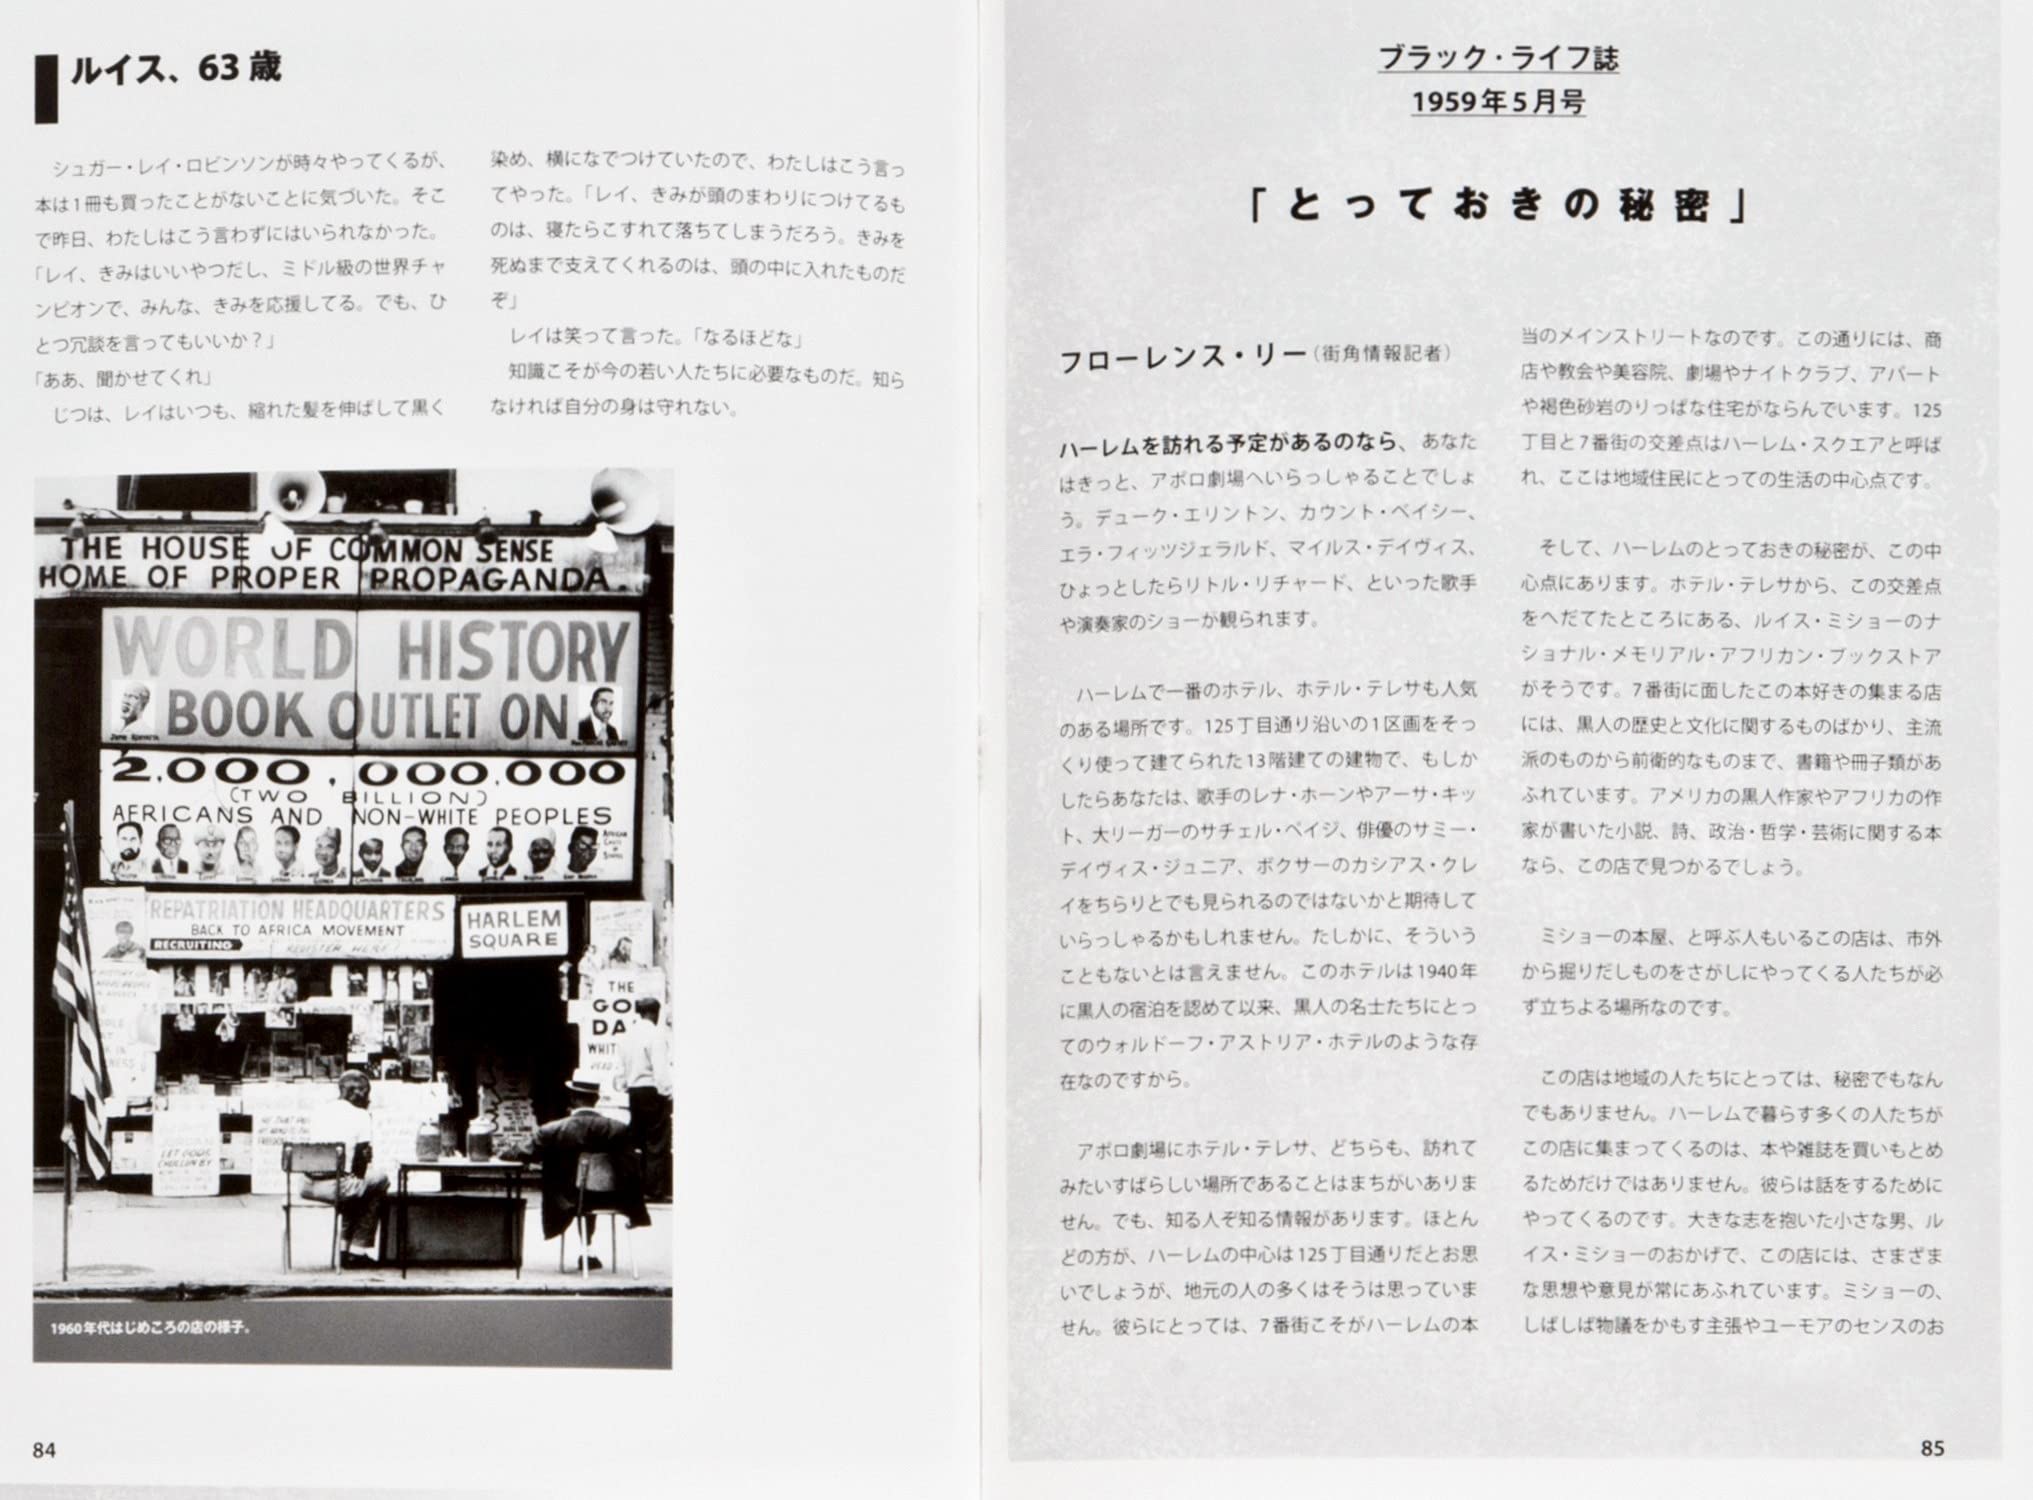 ルイス、63歳
シュガー・レイ・ロビンソンが時々やってくるが、
本は1冊も買ったことがないことに気づいた。そこ
で昨日、わたしはこう言わずにはいられなかった。
「レイ、きみはいいやつだし、ミドル級の世界チャ
ンピオンで、みんな、きみを応援してる。でも、ひ
とつ冗談を言ってもいいか？」
「ああ、聞かせてくれ」
じつは、レイはいつも、縮れた髪を伸ばして黒く
染め、横になでつけていたので、わたしはこう言っ
てやった。「レイ、きみが頭のまわりにつけてるも
のは、寝たらこすれて落ちてしまうだろう。きみを
死ぬまで支えてくれるのは、頭の中に入れたものだ
ぞ」
レイは笑って言った。「なるほどな」
知識こそが今の若い人たちに必要なものだ。知ら
なければ自分の身は守れない。
THE HOUSE OF COMMON SENSE
HOME OF PROPER PROPAGANDA
WORLD HISTORY
BOOK OUTLET ON
2,000,000,000
(TWO BILLION)
AFRICANS AND NON-WHITE PEOPLES
REPATRIATION HEADQUARTERS
BACK TO AFRICA MOVEMENT
RECRUITING
REGISTER HERE!
HARLEM
SQUARE
THE
GO
DA
WHIT
1960年代はじめころの店の様子。
84
ブラック・ライフ誌
1959年5月号
「とっておきの秘密」
フローレンス・リー（街角情報記者）
ハーレムを訪れる予定があるのなら、あなた
はきっと、アポロ劇場へいらっしゃることでしょ
う。デューク・エリントン、カウント・ベイシー、
エラ・フィッツジェラルド、マイルス・デイヴィス、
ひょっとしたらリトル・リチャード、といった歌手
や演奏家のショーが観られます。
ハーレムで一番のホテル、ホテル・テレサも人気
のある場所です。125丁目通り沿いの1区画をそっ
くり使って建てられた13階建ての建物で、もしか
したらあなたは、歌手のレナ・ホーンやアーサ・キッ
ト、大リーガーのサチェル・ペイジ、俳優のサミー・
デイヴィス・ジュニア、ボクサーのカシアス・クレ
イをちらりとでも見られるのではないかと期待して
いらっしゃるかもしれません。たしかに、そういう
こともないとは言えません。このホテルは1940年
に黒人の宿泊を認めて以来、黒人の名士たちにとっ
てのウォルドーフ・アストリア・ホテルのような存
在なのですから。
アポロ劇場にホテル・テレサ、どちらも、訪れて
みたいすばらしい場所であることはまちがいありま
せん。でも、知る人ぞ知る情報があります。ほとん
どの方が、ハーレムの中心は125丁目通りだとお思
いでしょうが、地元の人の多くはそうは思っていま
せん。彼らにとっては、7番街こそがハーレムの本
当のメインストリートなのです。この通りには、商
店や教会や美容院、劇場やナイトクラブ、アパート
や褐色砂岩のりっぱな住宅がならんでいます。125
丁目と7番街の交差点はハーレム・スクエアと呼ば
れ、ここは地域住民にとっての生活の中心点です。
そして、ハーレムのとっておきの秘密が、この中
心点にあります。ホテル・テレサから、この交差点
をへだてたところにある、ルイス・ミショーのナ
ショナル・メモリアル・アフリカン・ブックストア
がそうです。7番街に面したこの本好きの集まる店
には、黒人の歴史と文化に関するものばかり、主流
派のものから前衛的なものまで、書籍や冊子類があ
ふれています。アメリカの黒人作家やアフリカの作
家が書いた小説、詩、政治・哲学・芸術に関する本
なら、この店で見つかるでしょう。
ミショーの本屋、と呼ぶ人もいるこの店は、市外
から掘りだしものをさがしにやってくる人たちが必
ず立ちよる場所なのです。
この店は地域の人たちにとっては、秘密でもなん
でもありません。ハーレムで暮らす多くの人たちが
この店に集まってくるのは、本や雑誌を買いもとめ
るためだけではありません。彼らは話をするために
やってくるのです。大きな志を抱いた小さな男、ル
イス・ミショーのおかげで、この店には、さまざま
な思想や意見が常にあふれています。ミショーの、
しばしば物議をかもす主張やユーモアのセンスのお
85